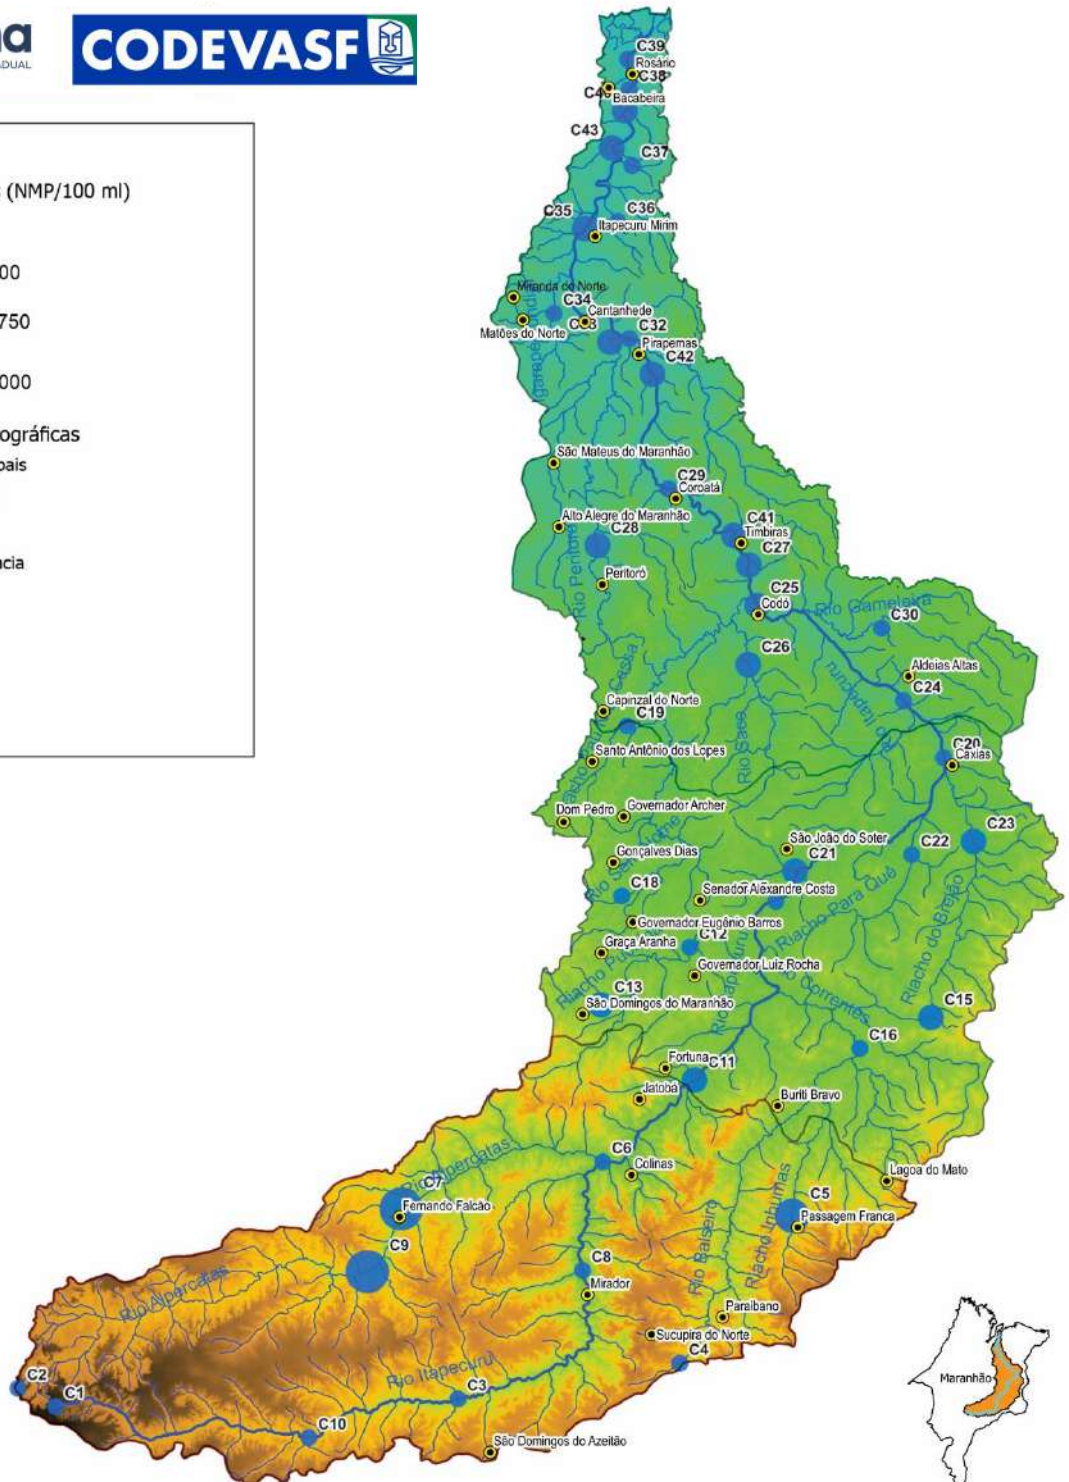 na
ADUAL
CODEVASF
(NMP/100 ml)
00
750
000
ográficas
pais
cia
C39
Rosário
C38
Bacabeira
C43
C37
C35
C36
Itapecuru Mirim
Miranda do Norte
C34
Cantanhede
Matões do Norte
C32
Pirapemas
C42
São Mateus do Maranhão
C29
Coroatá
Alto Alegre do Maranhão
C28
C41
Timbiras
C27
Rio Peritoró
Peritoró
C25
Codó
Rio Gameleira
C30
C26
Aldeias Altas
C24
Capinzal do Norte
C19
Rio Saco
C20
Caxias
Santo Antônio dos Lopes
Dom Pedro
Governador Archer
C23
São João do Soter
C22
C21
Gonçalves Dias
C18
Senador Alexandre Costa
Riacho Para Quê
Governador Eugênio Barros
C12
Graça Aranha
Governador Luiz Rocha
Riacho do Brejão
C13
São Domingos do Maranhão
C15
C16
Fortuna
C11
Jatobá
Buriti Bravo
C6
Colinas
Lagoa do Mato
Rio Alpercatas
C7
Fernando Falcão
C5
Passagem Franca
Riacho Inhumas
Rio Balseiro
C9
C8
Mirador
Rio Alpercatas
Paraibano
Sucupira do Norte
C4
Rio Itapecuru
C2
C1
C3
C10
São Domingos do Azeitão
Maranhão